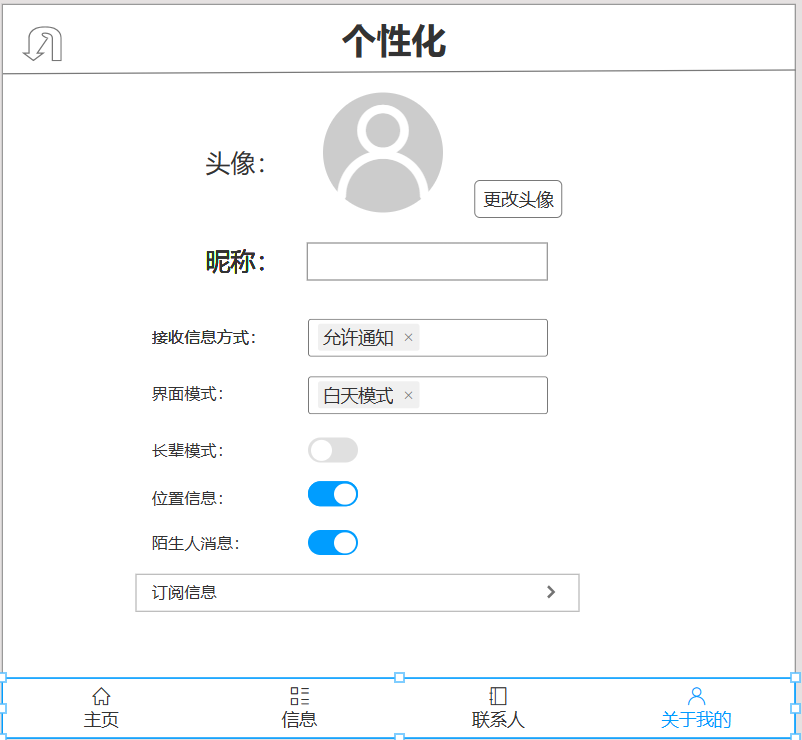 个性化
头像：
更改头像
昵称：
接收信息方式：
允许通知 ×
界面模式：
白天模式 ×
长辈模式：
位置信息：
陌生人消息：
订阅信息
主页
信息
联系人
关于我的